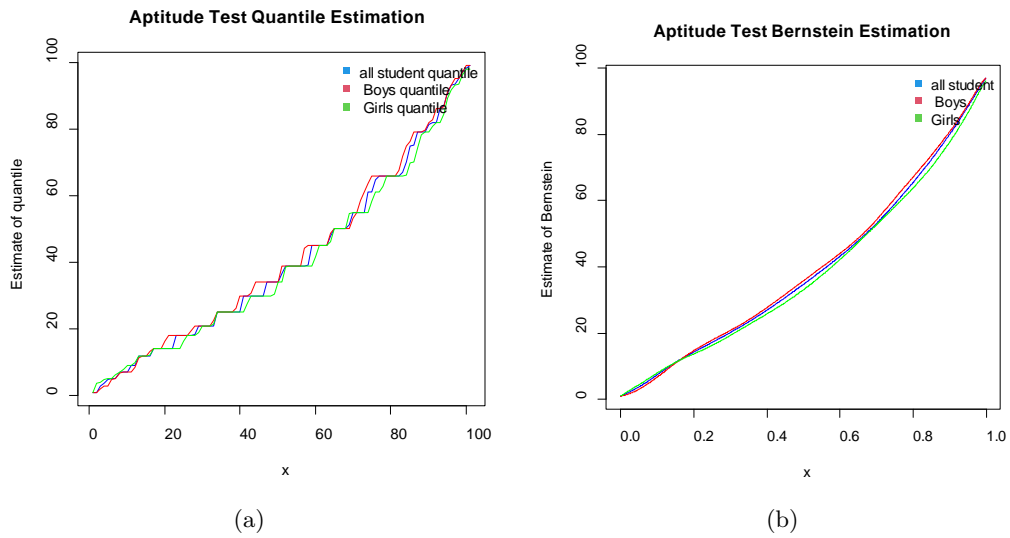 Aptitude Test Quantile Estimation
all student quantile
Boys quantile
Girls quantile
Estimate of quantile
100
80
60
40
20
0
0 20 40 60 80 100
x
(a)
Aptitude Test Bernstein Estimation
all student
Boys
Girls
Estimate of Bernstein
100
80
60
40
20
0
0.0 0.2 0.4 0.6 0.8 1.0
x
(b)